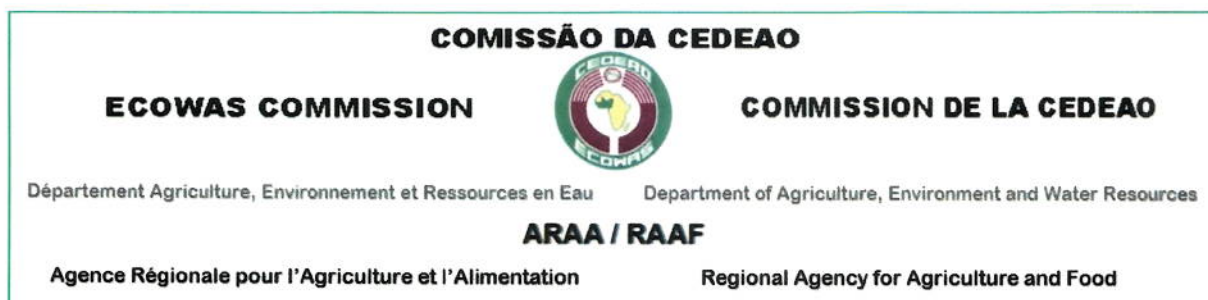 COMISSÃO DA CEDEAO
CEDEAO
ECOWAS COMMISSION
COMMISSION DE LA CEDEAO
ECOWAS
Département Agriculture, Environnement et Ressources en Eau
Department of Agriculture, Environment and Water Resources
ARAA / RAAF
Agence Régionale pour l'Agriculture et l'Alimentation
Regional Agency for Agriculture and Food